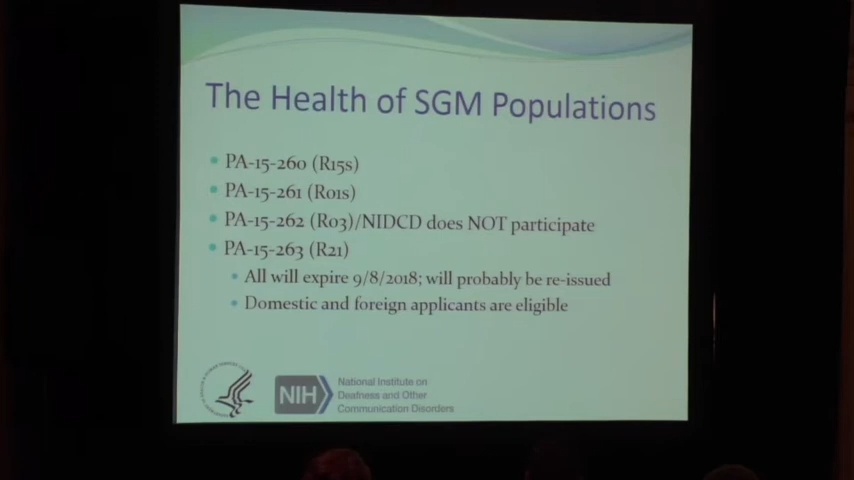 The Health of SGM Populations
PA-15-260 (R15s)
PA-15-261 (R01s)
PA-15-262 (R03)/NIDCD does NOT participate
PA-15-263 (R21)
All will expire 9/8/2018; will probably be re-issued
Domestic and foreign applicants are eligible
NIH
National Institute on
Deafness and Other
Communication Disorders